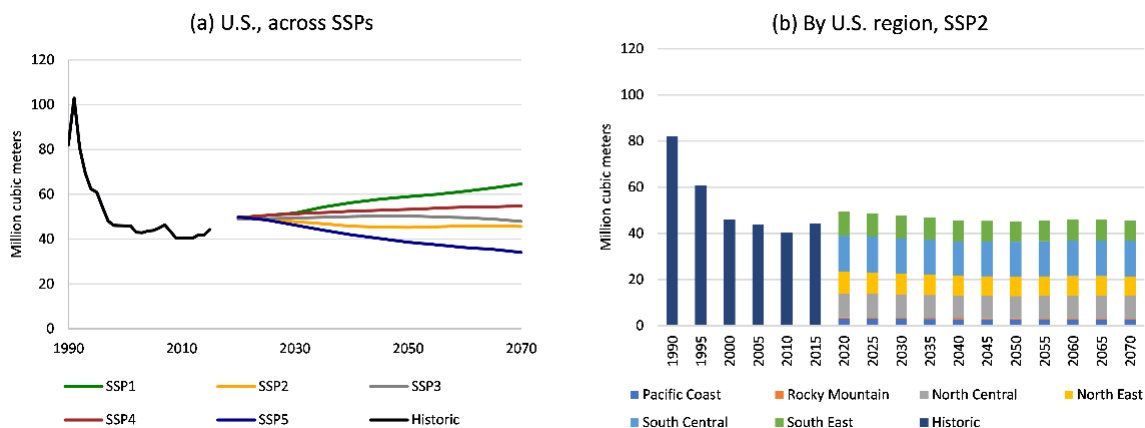 (a) U.S., across SSPs
Million cubic meters
120
100
80
60
40
20
0
1990
2010
2030
2050
2070
SSP1
SSP2
SSP3
SSP4
SSP5
Historic
(b) By U.S. region, SSP2
Million cubic meters
120
100
80
60
40
20
0
1990
1995
2000
2005
2010
2015
2020
2025
2030
2035
2040
2045
2050
2055
2060
2065
2070
Pacific Coast
Rocky Mountain
North Central
North East
South Central
South East
Historic